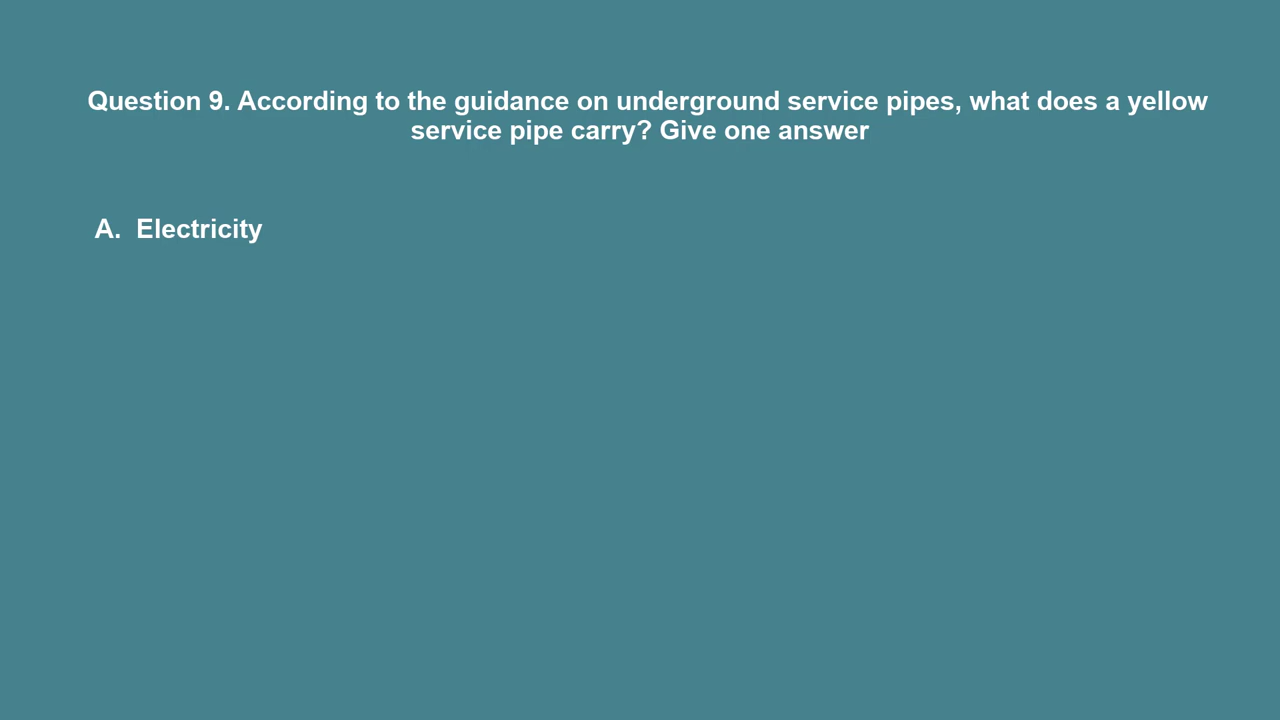 Question 9. According to the guidance on underground service pipes, what does a yellow
service pipe carry? Give one answer
A. Electricity